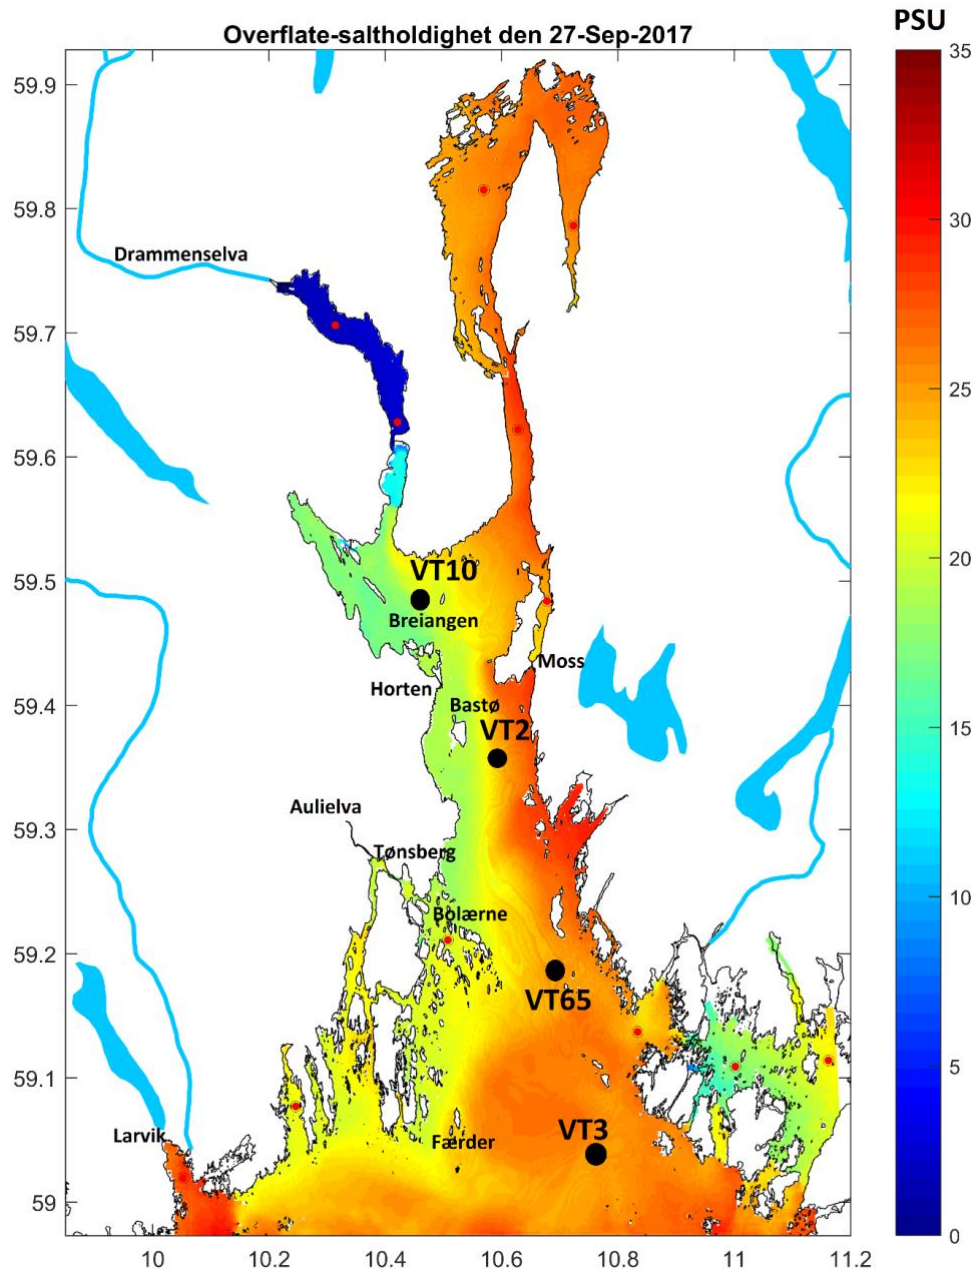 PSU
Overflate-saltholdighet den 27-Sep-2017
35
59.9
30
59.8
Drammenselva
59.7
25
59.6
20
VT10
59.5
Breiangen
Moss
Horten
59.4
Bastø
VT2
15
Aulielva
59.3
Tønsberg
Bolærne
10
59.2
VT65
59.1
5
VT3
Larvik
Færder
59
0
10
10.2
10.4
10.6
10.8
11
11.2